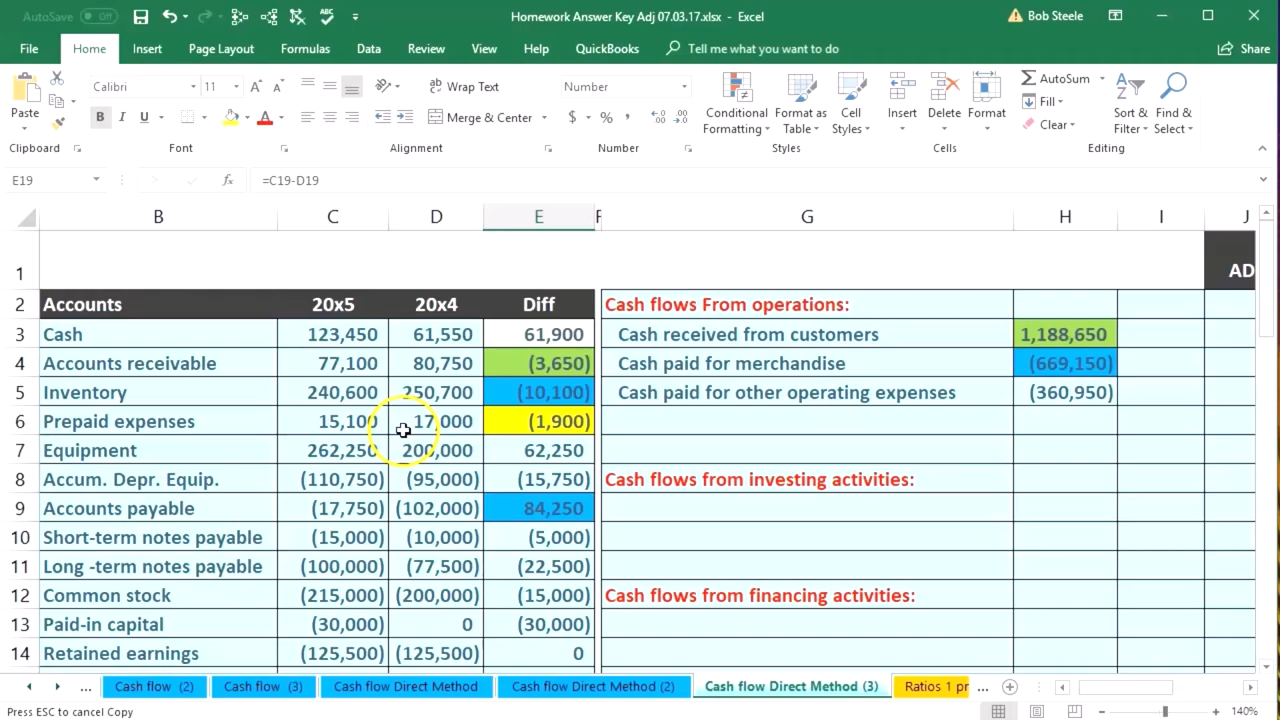 AutoSave Off Homework Answer Key Adj 07.03.17.xlsx - Excel Bob Steele
File Home Insert Page Layout Formulas Data Review View Help QuickBooks Tell me what you want to do Share
Paste Calibri 11 A A Wrap Text Number Conditional Formatting Format as Table Cell Styles Insert Delete Format AutoSum Sort & Filter Find & Select
B I U A Merge & Center $ % , Fill
Clear
Clipboard Font Alignment Number Styles Cells Editing
E19 fx =C19-D19
B C D E F G H I J
1 AD
2 Accounts 20x5 20x4 Diff Cash flows From operations:
3 Cash 123,450 61,550 61,900 Cash received from customers 1,188,650
4 Accounts receivable 77,100 80,750 (3,650) Cash paid for merchandise (669,150)
5 Inventory 240,600 250,700 (10,100) Cash paid for other operating expenses (360,950)
6 Prepaid expenses 15,100 17,000 (1,900)
7 Equipment 262,250 200,000 62,250
8 Accum. Depr. Equip. (110,750) (95,000) (15,750) Cash flows from investing activities:
9 Accounts payable (17,750) (102,000) 84,250
10 Short-term notes payable (15,000) (10,000) (5,000)
11 Long -term notes payable (100,000) (77,500) (22,500)
12 Common stock (215,000) (200,000) (15,000) Cash flows from financing activities:
13 Paid-in capital (30,000) 0 (30,000)
14 Retained earnings (125,500) (125,500) 0
... Cash flow (2) Cash flow (3) Cash flow Direct Method Cash flow Direct Method (2) Cash flow Direct Method (3) Ratios 1 pr ...
Press ESC to cancel Copy 140%